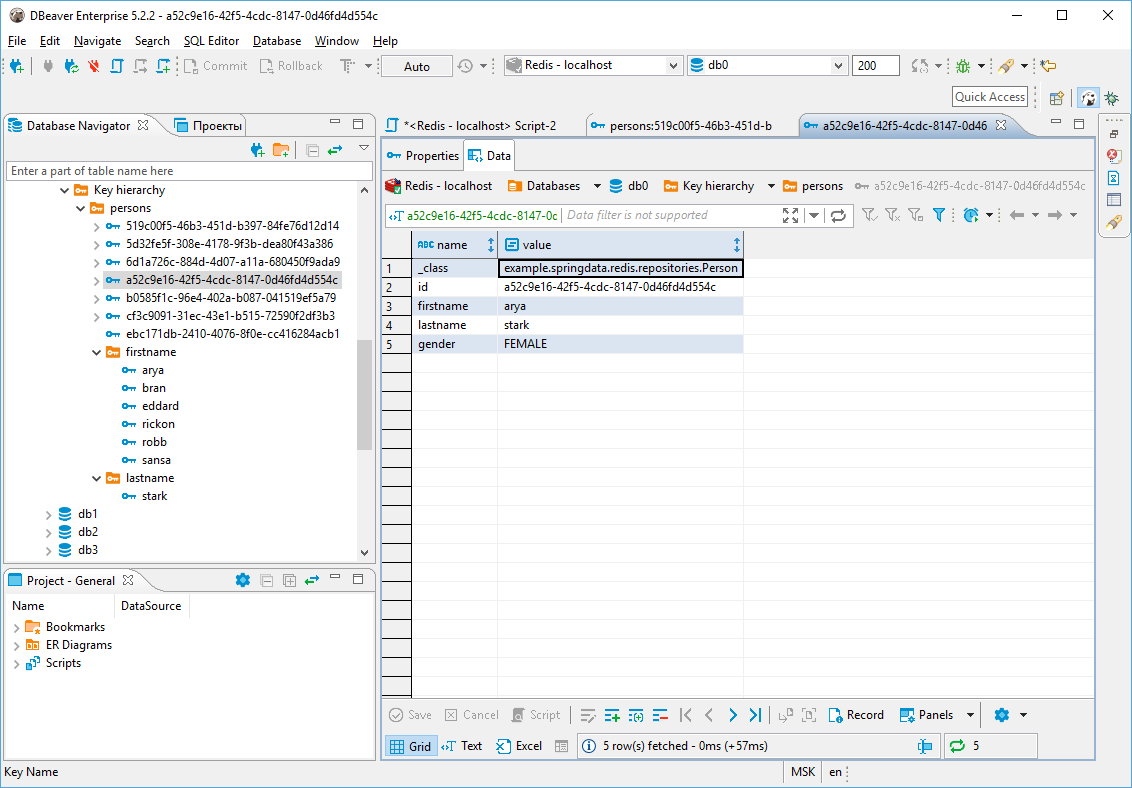 DBeaver Enterprise 5.2.2 - a52c9e16-42f5-4cdc-8147-0d46fd4d554c
File Edit Navigate Search SQL Editor Database Window Help
Commit Rollback Auto Redis - localhost db0 200
Quick Access
Database Navigator Проекты
Enter a part of table name here
Key hierarchy
persons
519c00f5-46b3-451d-b397-84fe76d12d14
5d32fe5f-308e-4178-9f3b-dea80f43a386
6d1a726c-884d-4d07-a11a-680450f9ada9
a52c9e16-42f5-4cdc-8147-0d46fd4d554c
b0585f1c-96e4-402a-b087-041519ef5a79
cf3c9091-31ec-43e1-b515-72590f2df3b3
ebc171db-2410-4076-8f0e-cc416284acb1
firstname
arya
bran
eddard
rickon
robb
sansa
lastname
stark
db1
db2
db3
Project - General
Name DataSource
Bookmarks
ER Diagrams
Scripts
*<Redis - localhost> Script-2 persons:519c00f5-46b3-451d-b a52c9e16-42f5-4cdc-8147-0d46
Properties Data
Redis - localhost Databases db0 Key hierarchy persons a52c9e16-42f5-4cdc-8147-0d46fd4d554c
a52c9e16-42f5-4cdc-8147-0c Data filter is not supported
ABC name value
1 _class example.springdata.redis.repositories.Person
2 id a52c9e16-42f5-4cdc-8147-0d46fd4d554c
3 firstname arya
4 lastname stark
5 gender FEMALE
Save Cancel Script Record Panels
Grid Text Excel 5 row(s) fetched - 0ms (+57ms) 5
Key Name MSK en